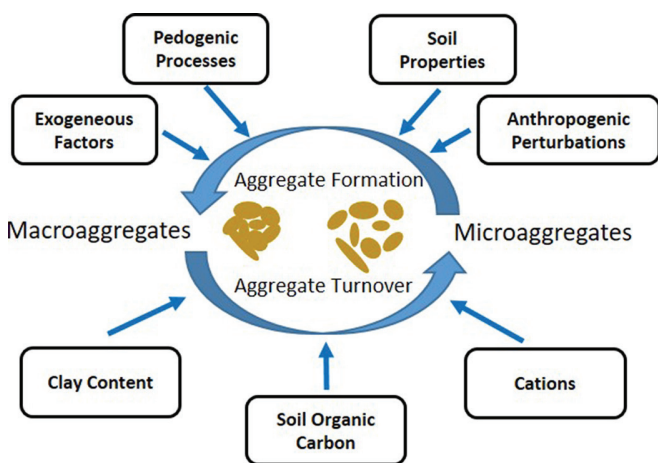 Pedogenic
Processes
Soil
Properties
Exogeneous
Factors
Anthropogenic
Perturbations
Aggregate Formation
Macroaggregates
Microaggregates
Aggregate Turnover
Clay Content
Soil Organic
Carbon
Cations